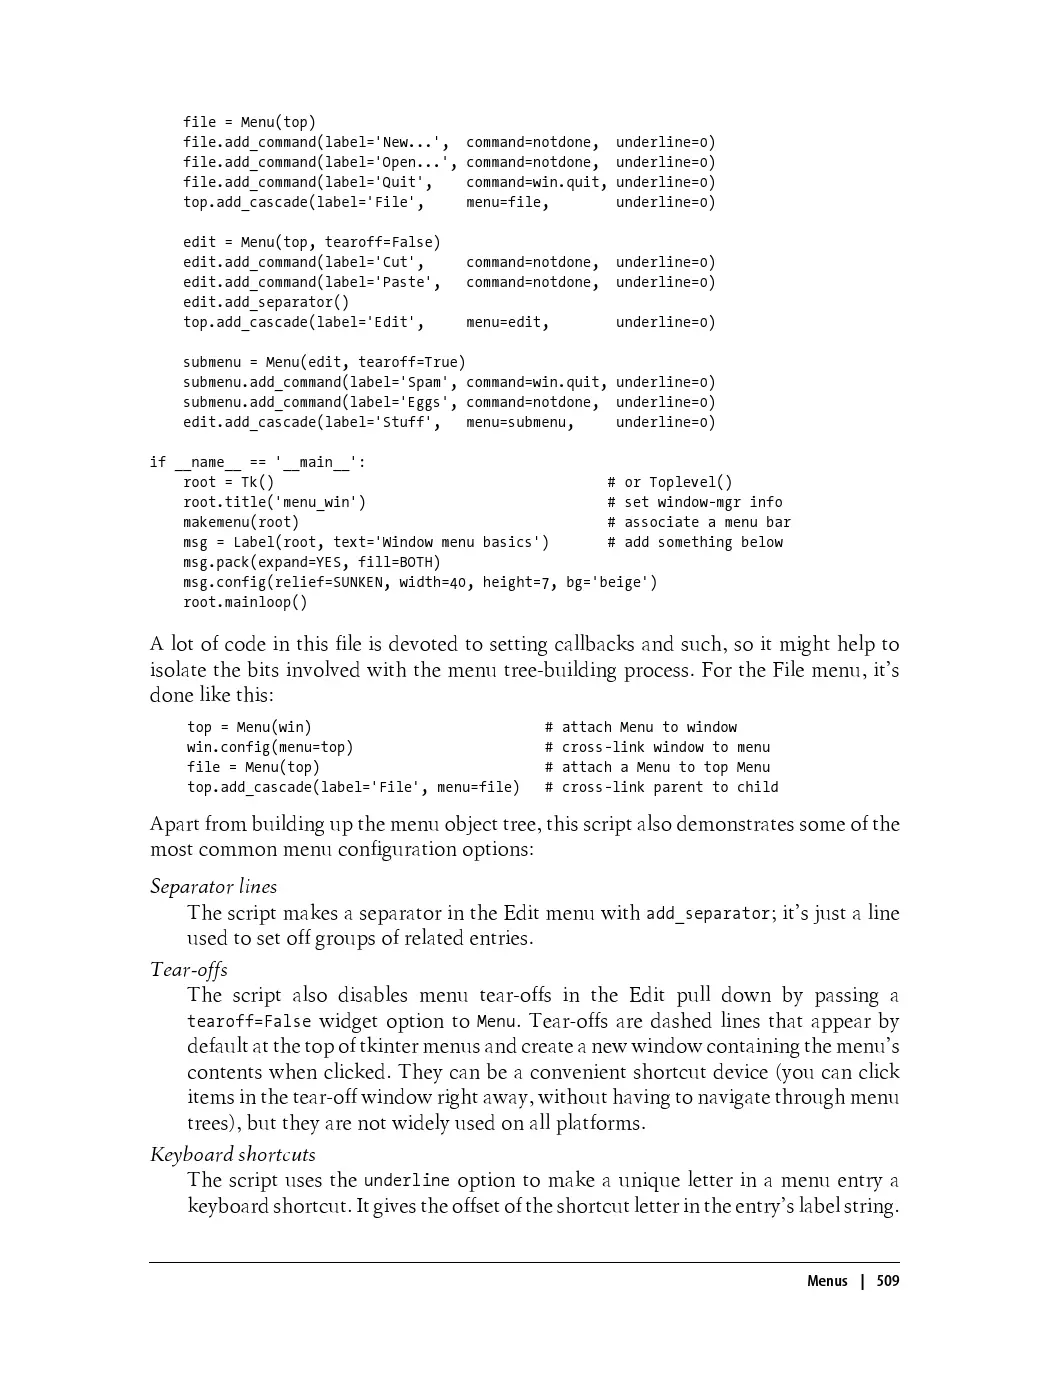 file = Menu(top)
file.add_command(label='New...',  command=notdone,  underline=0)
file.add_command(label='Open...', command=notdone,  underline=0)
file.add_command(label='Quit',    command=win.quit, underline=0)
top.add_cascade(label='File',     menu=file,        underline=0)
edit = Menu(top, tearoff=False)
edit.add_command(label='Cut',     command=notdone,  underline=0)
edit.add_command(label='Paste',   command=notdone,  underline=0)
edit.add_separator()
top.add_cascade(label='Edit',     menu=edit,        underline=0)
submenu = Menu(edit, tearoff=True)
submenu.add_command(label='Spam', command=win.quit, underline=0)
submenu.add_command(label='Eggs', command=notdone,  underline=0)
edit.add_cascade(label='Stuff',   menu=submenu,     underline=0)
if __name__ == '__main__':
root = Tk()                                        # or Toplevel()
root.title('menu_win')                             # set window-mgr info
makemenu(root)                                     # associate a menu bar
msg = Label(root, text='Window menu basics')       # add something below
msg.pack(expand=YES, fill=BOTH)
msg.config(relief=SUNKEN, width=40, height=7, bg='beige')
root.mainloop()
A lot of code in this file is devoted to setting callbacks and such, so it might help to
isolate the bits involved with the menu tree-building process. For the File menu, it's
done like this:
top = Menu(win)                            # attach Menu to window
win.config(menu=top)                       # cross-link window to menu
file = Menu(top)                           # attach a Menu to top Menu
top.add_cascade(label='File', menu=file)   # cross-link parent to child
Apart from building up the menu object tree, this script also demonstrates some of the
most common menu configuration options:
Separator lines
The script makes a separator in the Edit menu with add_separator; it's just a line
used to set off groups of related entries.
Tear-offs
The script also disables menu tear-offs in the Edit pull down by passing a
tearoff=False widget option to Menu. Tear-offs are dashed lines that appear by
default at the top of tkinter menus and create a new window containing the menu's
contents when clicked. They can be a convenient shortcut device (you can click
items in the tear-off window right away, without having to navigate through menu
trees), but they are not widely used on all platforms.
Keyboard shortcuts
The script uses the underline option to make a unique letter in a menu entry a
keyboard shortcut. It gives the offset of the shortcut letter in the entry's label string.
Menus | 509